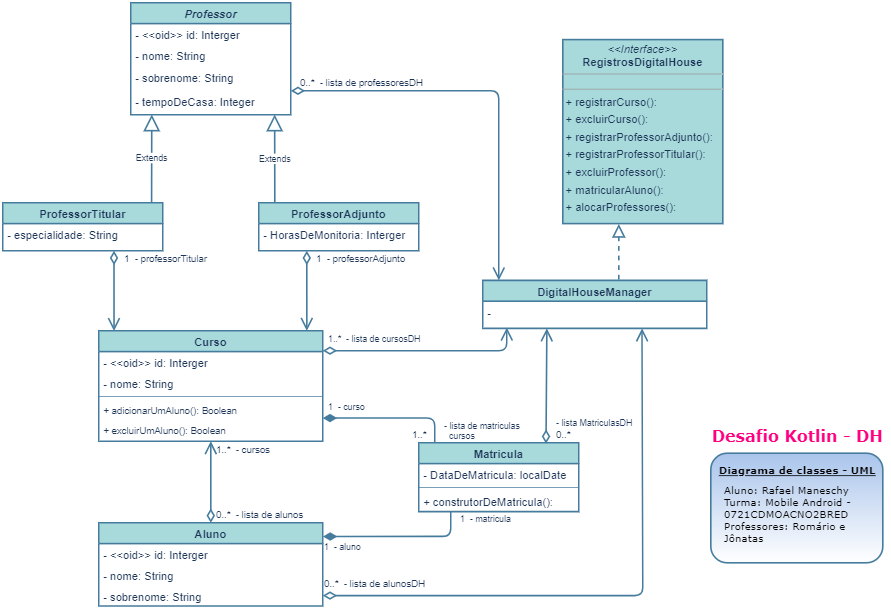 Professor
- <<oid>> id: Interger
- nome: String
- sobrenome: String
- tempoDeCasa: Integer
0..* - lista de professoresDH
<<Interface>>
RegistrosDigitalHouse
+ registrarCurso():
+ excluirCurso():
+ registrarProfessorAdjunto():
+ registrarProfessorTitular():
+ excluirProfessor():
+ matricularAluno():
+ alocarProfessores():
Extends
Extends
ProfessorTitular
- especialidade: String
ProfessorAdjunto
- HorasDeMonitoria: Interger
1 - professorTitular
1 - professorAdjunto
DigitalHouseManager
-
Curso
- <<oid>> id: Interger
- nome: String
+ adicionarUmAluno(): Boolean
+ excluirUmAluno(): Boolean
1..* - lista de cursosDH
1 - curso
1..*
- lista de matriculas
cursos
- lista MatriculasDH
0..*
Matricula
- DataDeMatricula: localDate
+ construtorDeMatricula():
1 - matricula
1..* - cursos
0..* - lista de alunos
Aluno
- <<oid>> id: Interger
- nome: String
- sobrenome: String
1 - aluno
0..* - lista de alunosDH
Desafio Kotlin - DH
Diagrama de classes - UML
Aluno: Rafael Maneschy
Turma: Mobile Android -
0721CDMOACNO2BRED
Professores: Romário e
Jônatas